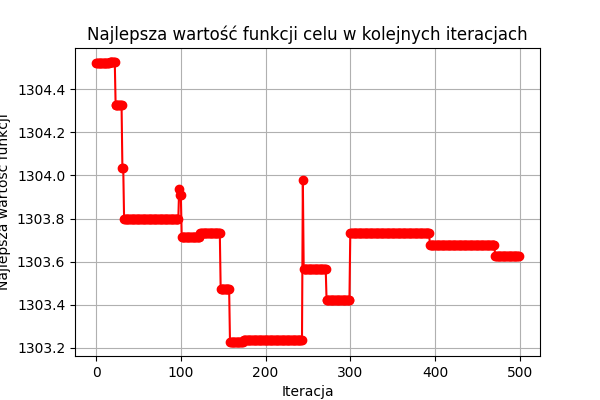 Najlepsza wartość funkcji celu w kolejnych iteracjach
Najlepsza wartość funkcji
1304.4
1304.2
1304.0
1303.8
1303.6
1303.4
1303.2
0 100 200 300 400 500
Iteracja